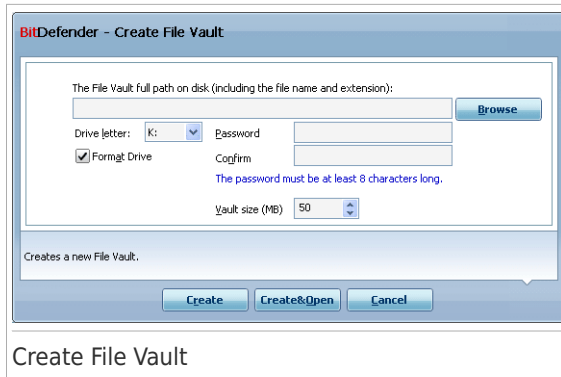 BitDefender - Create File Vault
The File Vault full path on disk (including the file name and extension):
Browse
Drive letter: K: Password
Format Drive Confirm
The password must be at least 8 characters long.
Vault size (MB) 50
Creates a new File Vault.
Create Create&Open Cancel
Create File Vault